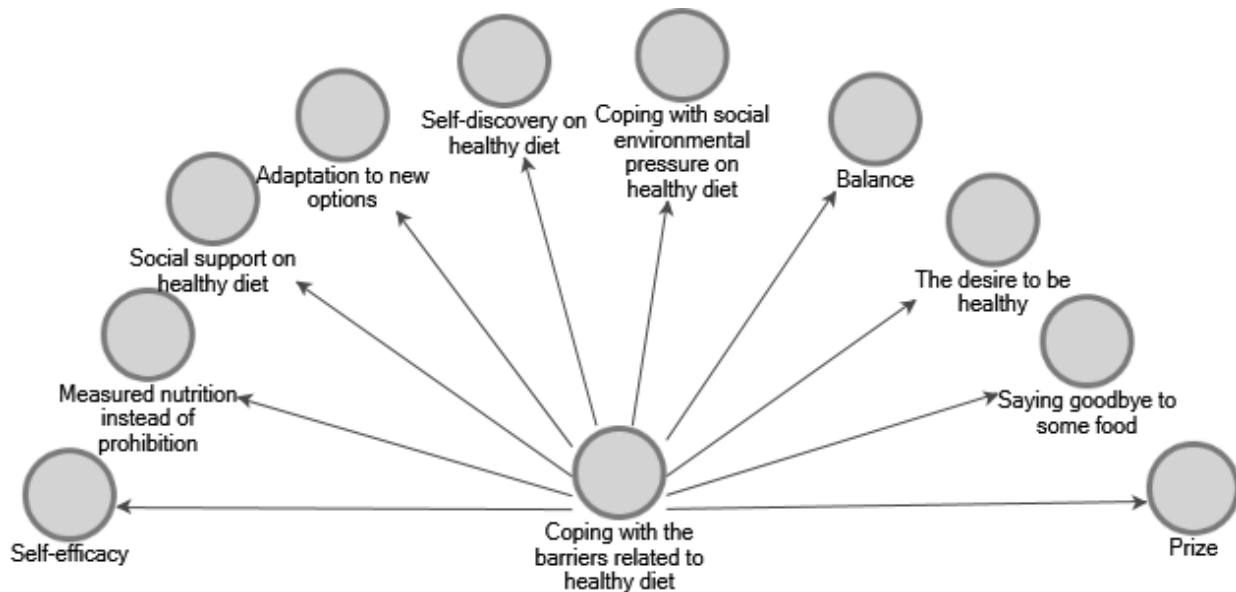 Self-discovery on
healthy diet
Coping with social
environmental
pressure on
healthy diet
Adaptation to new
options
Balance
Social support on
healthy diet
The desire to be
healthy
Measured nutrition
instead of
prohibition
Saying goodbye to
some food
Self-efficacy
Coping with the
barriers related to
healthy diet
Prize